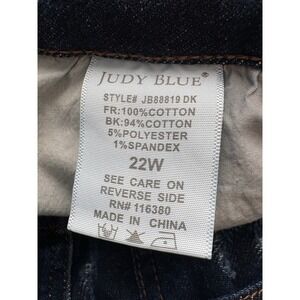 JUDY BLUE®
STYLE# JB88819 DK
FR:100%COTTON
BK:94%COTTON
5%POLYESTER
1%SPANDEX
22W
SEE CARE ON
REVERSE SIDE
RN# 116380
MADE IN CHINA